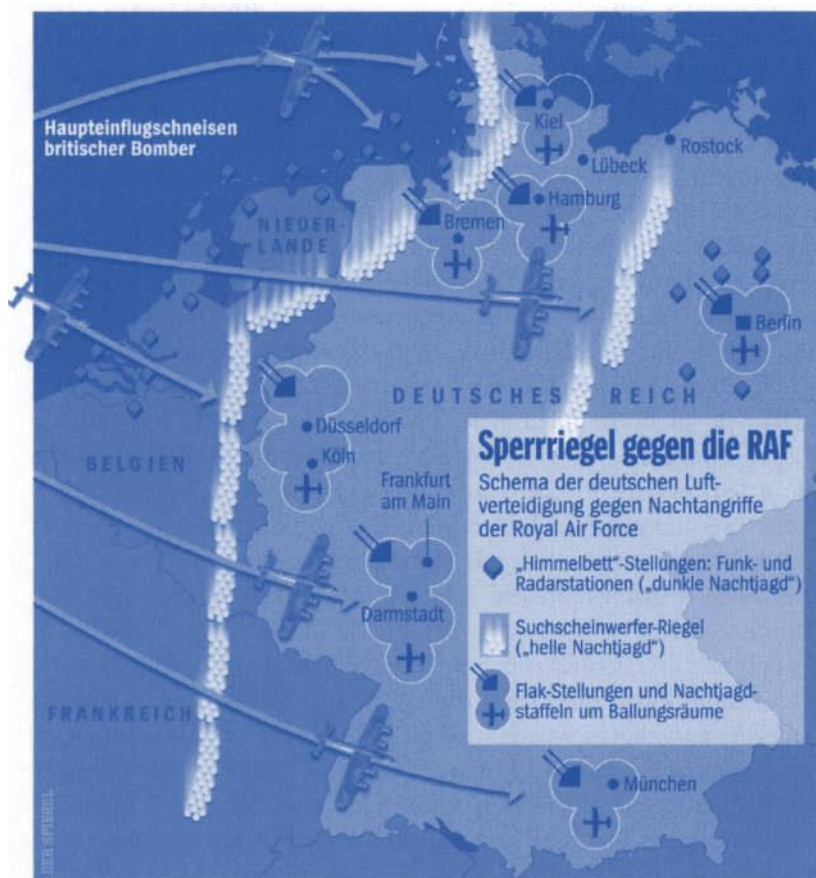 Haupteinflugschneisen
britischer Bomber
Kiel
Lübeck
Rostock
NIEDER-
LANDE
Bremen
Hamburg
Berlin
DEUTSCHES REICH
Düsseldorf
Köln
BELGIEN
Frankfurt
am Main
Darmstadt
FRANKREICH
München
Sperrriegel gegen die RAF
Schema der deutschen Luft-
verteidigung gegen Nachtangriffe
der Royal Air Force
„Himmelbett“-Stellungen: Funk- und
Radarstationen („dunkle Nachtjagd“)
Suchscheinwerfer-Riegel
(„helle Nachtjagd“)
Flak-Stellungen und Nachtjagd-
staffeln um Ballungsräume
DER SPIEGEL